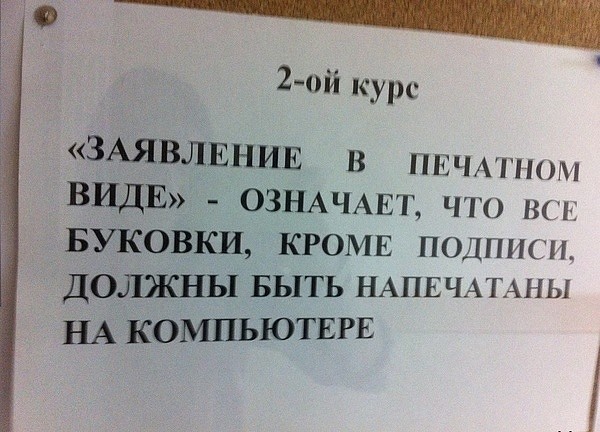 2-ой курс
«ЗАЯВЛЕНИЕ В ПЕЧАТНОМ
ВИДЕ» - ОЗНАЧАЕТ, ЧТО ВСЕ
БУКОВКИ, КРОМЕ ПОДПИСИ,
ДОЛЖНЫ БЫТЬ НАПЕЧАТАНЫ
НА КОМПЬЮТЕРЕ